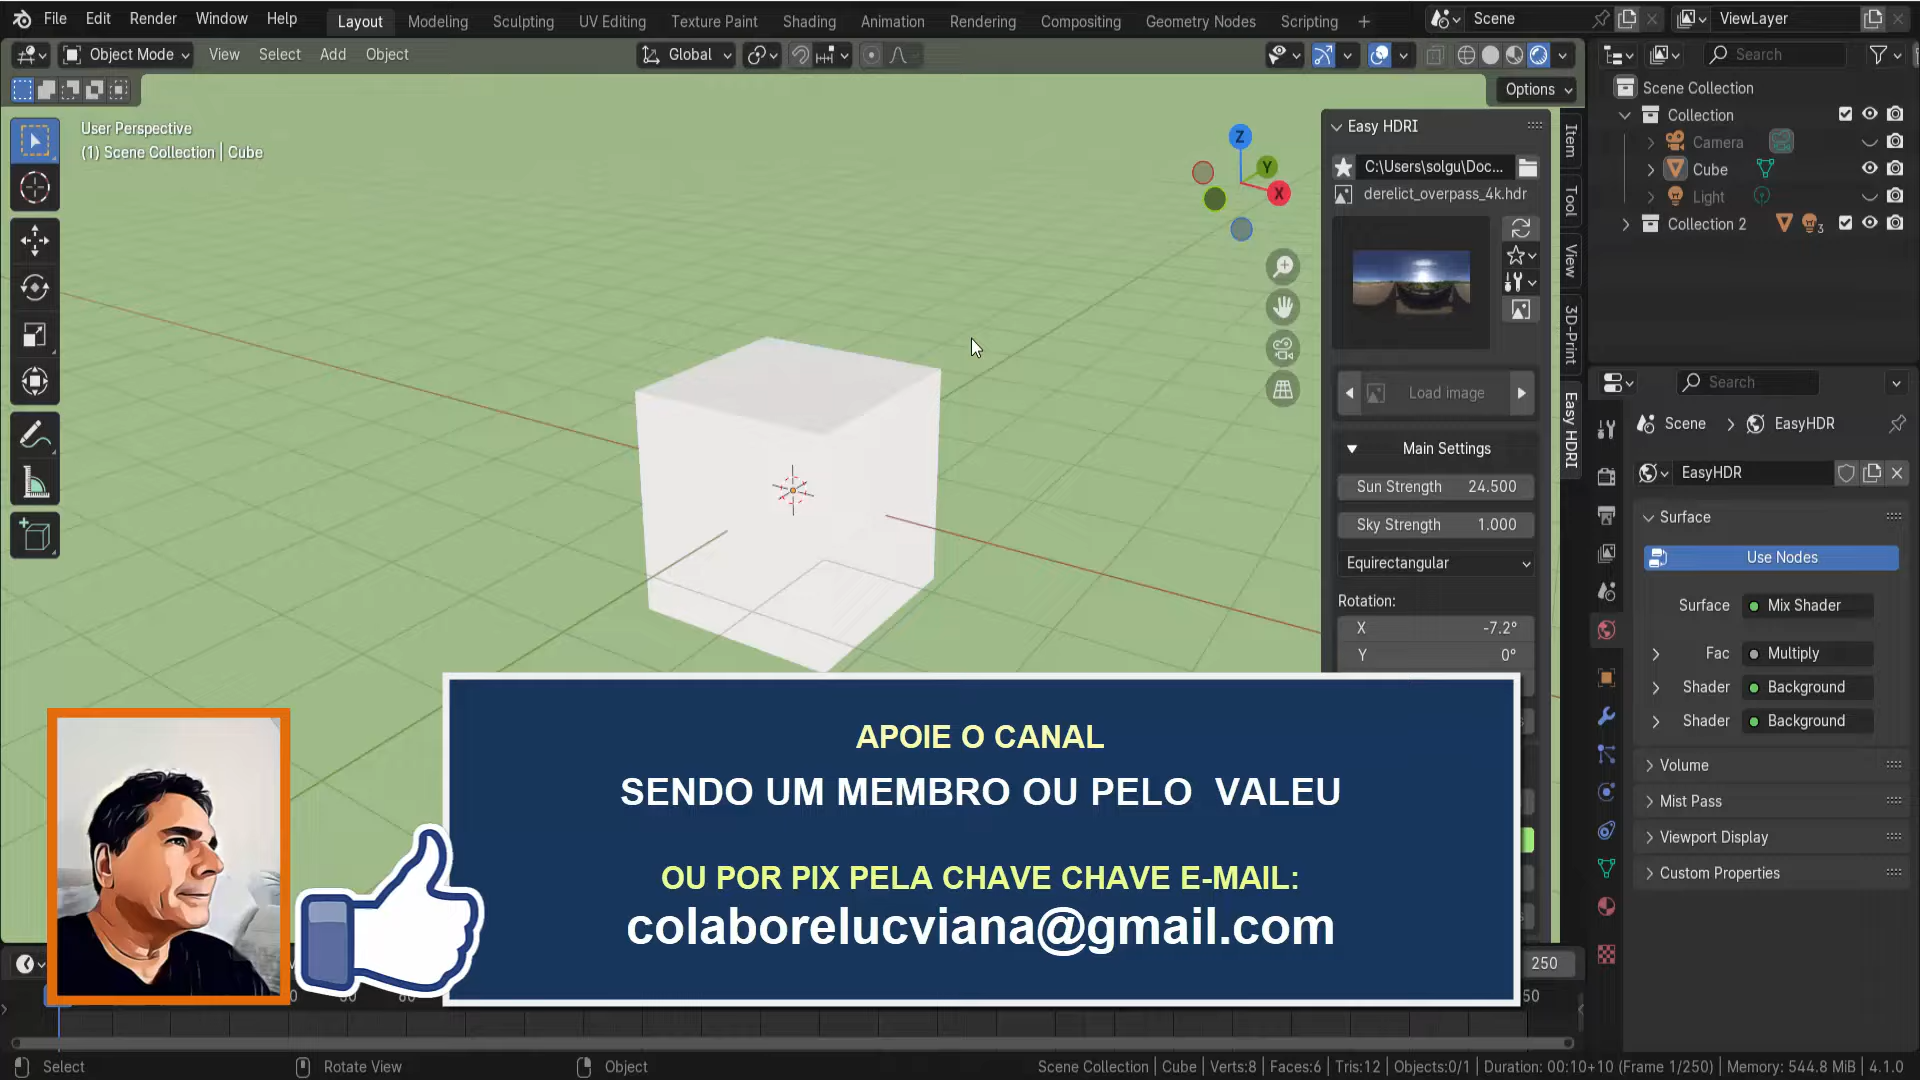 File Edit Render Window Help Layout Modeling Sculpting UV Editing Texture Paint Shading Animation Rendering Compositing Geometry Nodes Scripting + Scene ViewLayer
Object Mode View Select Add Object Global Search
Options
User Perspective
(1) Scene Collection | Cube
Z
Y
X
Easy HDRI
C:\Users\solgu\Doc...
derelict_overpass_4k.hdr
Load image
Main Settings
Sun Strength 24.500
Sky Strength 1.000
Equirectangular
Rotation:
X -7.2°
Y 0°
Item
Tool
View
3D-Print
Easy HDRI
Scene Collection
Collection
Camera
Cube
Light
Collection 2
3
Search
Scene > EasyHDR
EasyHDR
Surface
Use Nodes
Surface Mix Shader
Fac Multiply
Shader Background
Shader Background
Volume
Mist Pass
Viewport Display
Custom Properties
APOIE O CANAL
SENDO UM MEMBRO OU PELO VALEU
OU POR PIX PELA CHAVE CHAVE E-MAIL:
colaborelucviana@gmail.com
250
Select Rotate View Object Scene Collection | Cube | Verts:8 | Faces:6 | Tris:12 | Objects:0/1 | Duration: 00:10+10 (Frame 1/250) | Memory: 544.8 MiB | 4.1.0